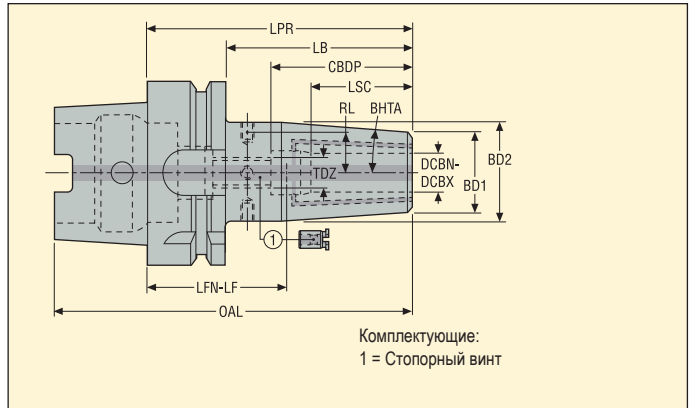 LPR
LB
CBDP
LSC
RL BHTA
TDZ
DCBN-
DCBX
BD1
BD2
1
LFN-LF
OAL
Комплектующие:
1 = Стопорный винт